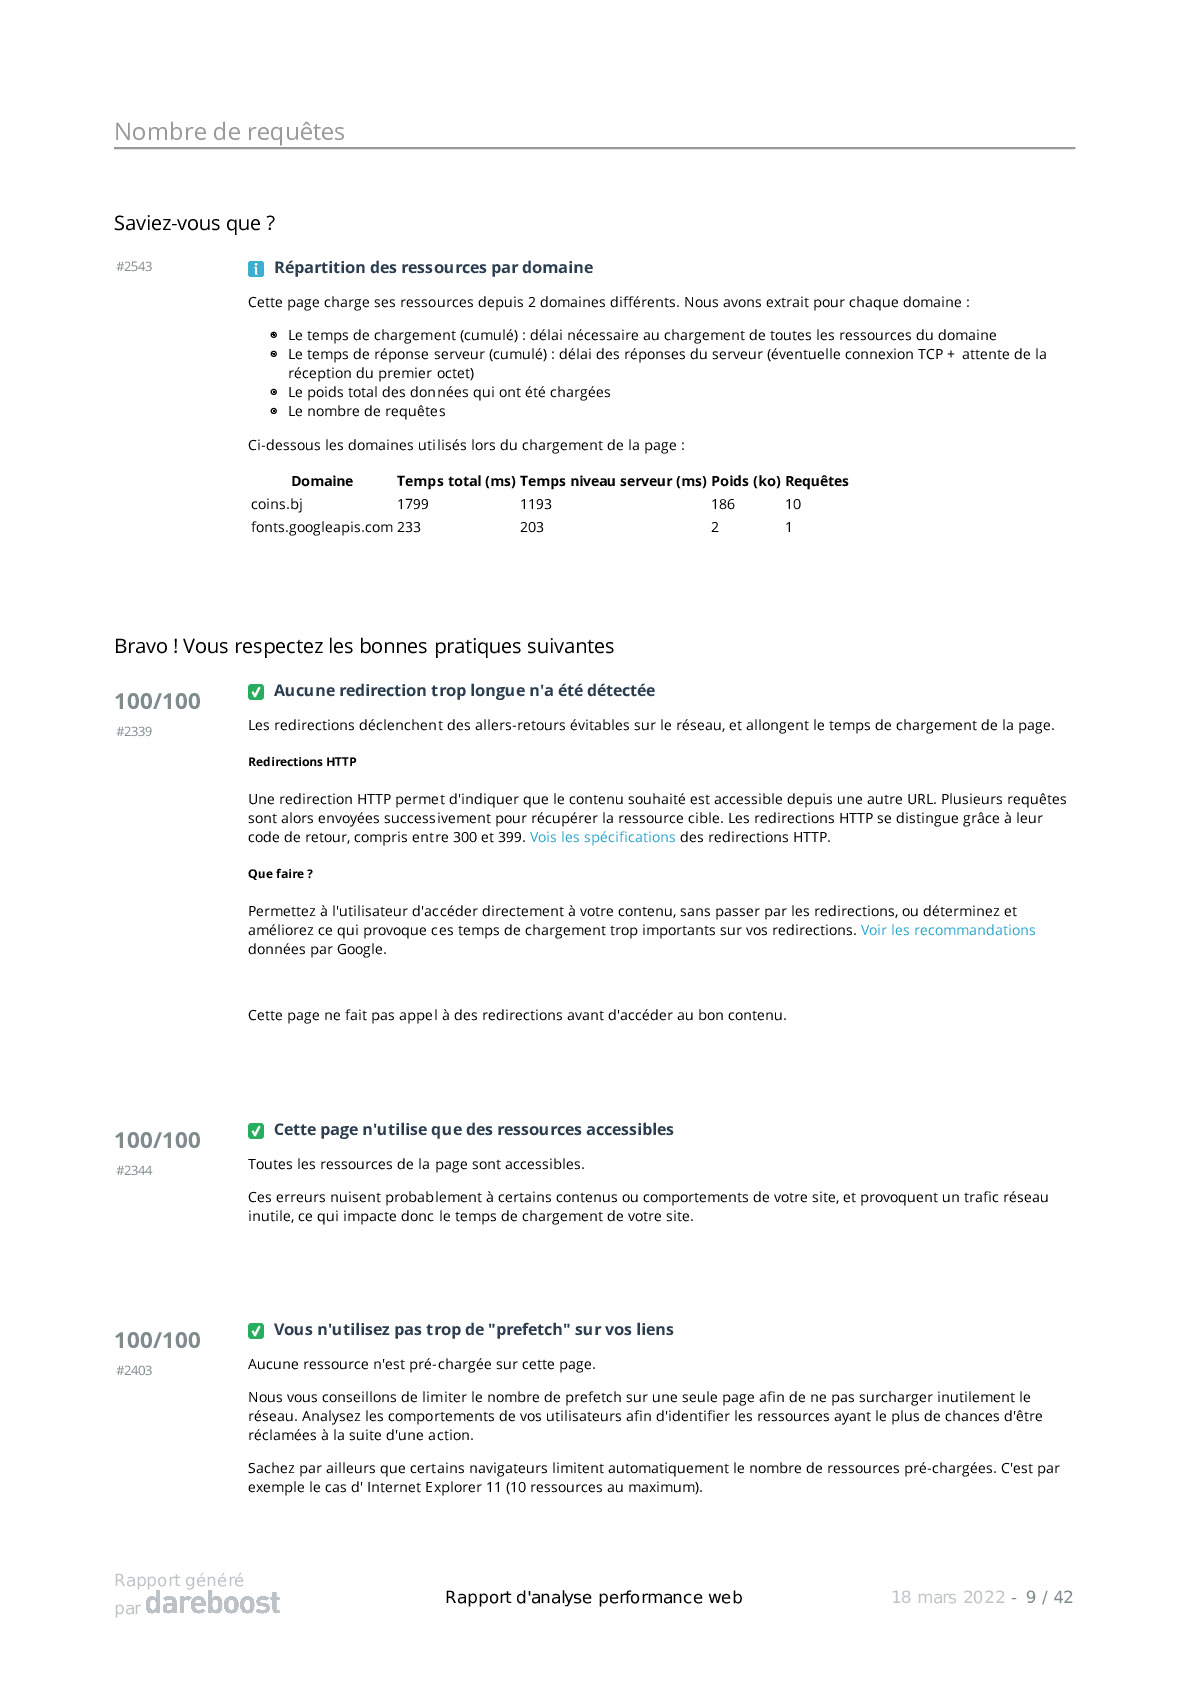 Nombre de requêtes
Saviez-vous que ?
#2543
Répartition des ressources par domaine
Cette page charge ses ressources depuis 2 domaines différents. Nous avons extrait pour chaque domaine :
Le temps de chargement (cumulé) : délai nécessaire au chargement de toutes les ressources du domaine
Le temps de réponse serveur (cumulé) : délai des réponses du serveur (éventuelle connexion TCP + attente de la
réception du premier octet)
Le poids total des données qui ont été chargées
Le nombre de requêtes
Ci-dessous les domaines utilisés lors du chargement de la page :
Domaine Temps total (ms) Temps niveau serveur (ms) Poids (ko) Requêtes
coins.bj 1799 1193 186 10
fonts.googleapis.com 233 203 2 1
Bravo ! Vous respectez les bonnes pratiques suivantes
100/100
#2339
Aucune redirection trop longue n'a été détectée
Les redirections déclenchent des allers-retours évitables sur le réseau, et allongent le temps de chargement de la page.
Redirections HTTP
Une redirection HTTP permet d'indiquer que le contenu souhaité est accessible depuis une autre URL. Plusieurs requêtes
sont alors envoyées successivement pour récupérer la ressource cible. Les redirections HTTP se distingue grâce à leur
code de retour, compris entre 300 et 399. Vois les spécifications des redirections HTTP.
Que faire ?
Permettez à l'utilisateur d'accéder directement à votre contenu, sans passer par les redirections, ou déterminez et
améliorez ce qui provoque ces temps de chargement trop importants sur vos redirections. Voir les recommandations
données par Google.
Cette page ne fait pas appel à des redirections avant d'accéder au bon contenu.
100/100
#2344
Cette page n'utilise que des ressources accessibles
Toutes les ressources de la page sont accessibles.
Ces erreurs nuisent probablement à certains contenus ou comportements de votre site, et provoquent un trafic réseau
inutile, ce qui impacte donc le temps de chargement de votre site.
100/100
#2403
Vous n'utilisez pas trop de "prefetch" sur vos liens
Aucune ressource n'est pré-chargée sur cette page.
Nous vous conseillons de limiter le nombre de prefetch sur une seule page afin de ne pas surcharger inutilement le
réseau. Analysez les comportements de vos utilisateurs afin d'identifier les ressources ayant le plus de chances d'être
réclamées à la suite d'une action.
Sachez par ailleurs que certains navigateurs limitent automatiquement le nombre de ressources pré-chargées. C'est par
exemple le cas d' Internet Explorer 11 (10 ressources au maximum).
Rapport généré
par dareboost
Rapport d'analyse performance web
18 mars 2022 - 9 / 42